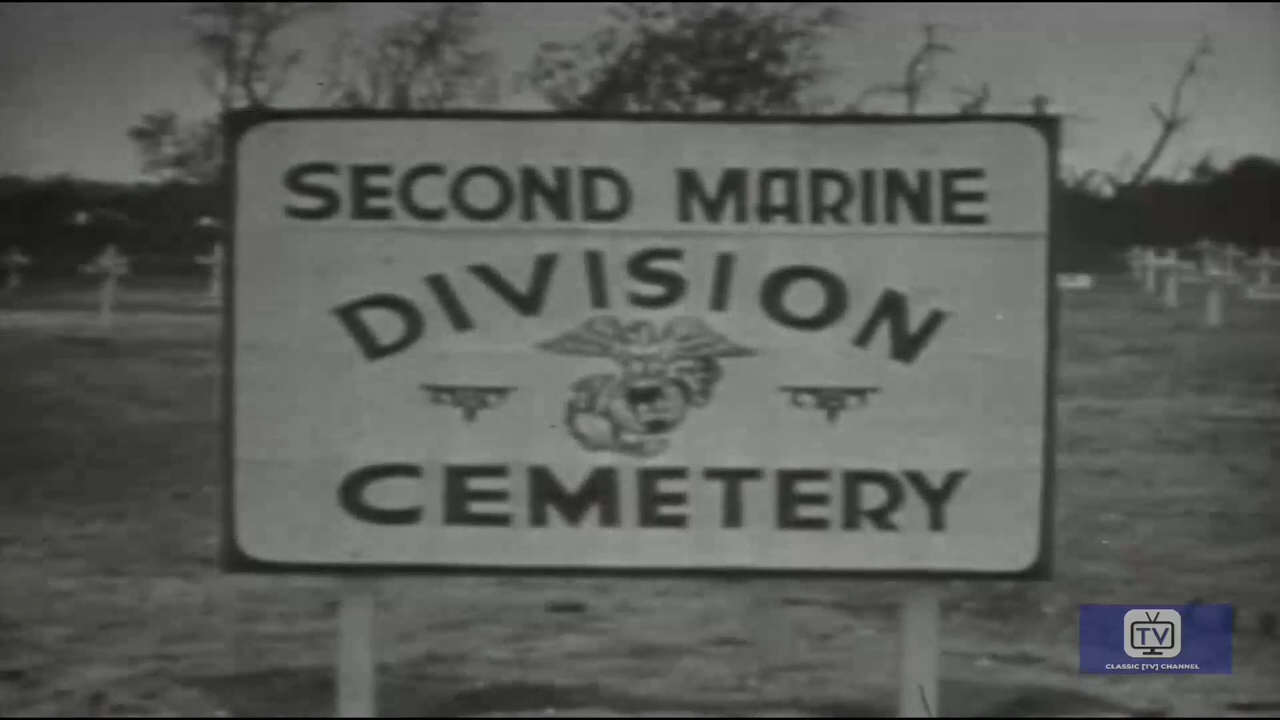 SECOND MARINE
DIVISION
CEMETERY
TV
CLASSIC [TV] CHANNEL